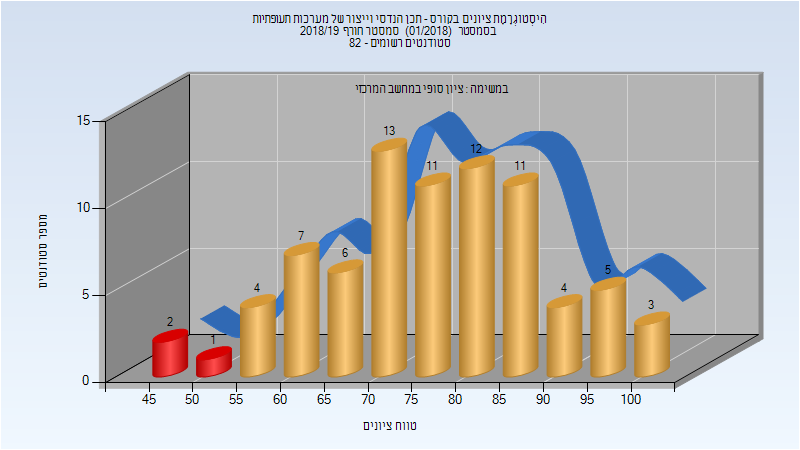 היסטוגרמת ציונים בקורס - תכן הנדסי וייצור של מערכות תעופתיות
בסמסטר (01/2018) סמסטר חורף 2018/19
סטודנטים רשומים - 82
במשימה : ציון סופי במחשב המרכזי
מספר סטודנטים
15
10
5
0
2
1
4
7
6
13
11
12
11
4
5
3
45 50 55 60 65 70 75 80 85 90 95 100
טווח ציונים